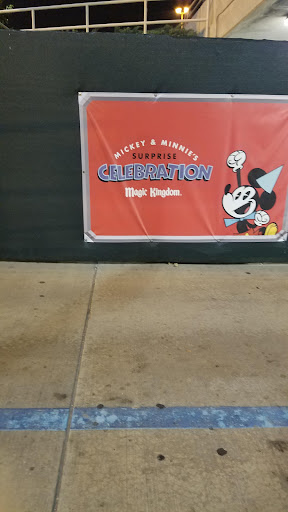 MICKEY & MINNIE'S
SURPRISE
CELEBRATION
Magic Kingdom.